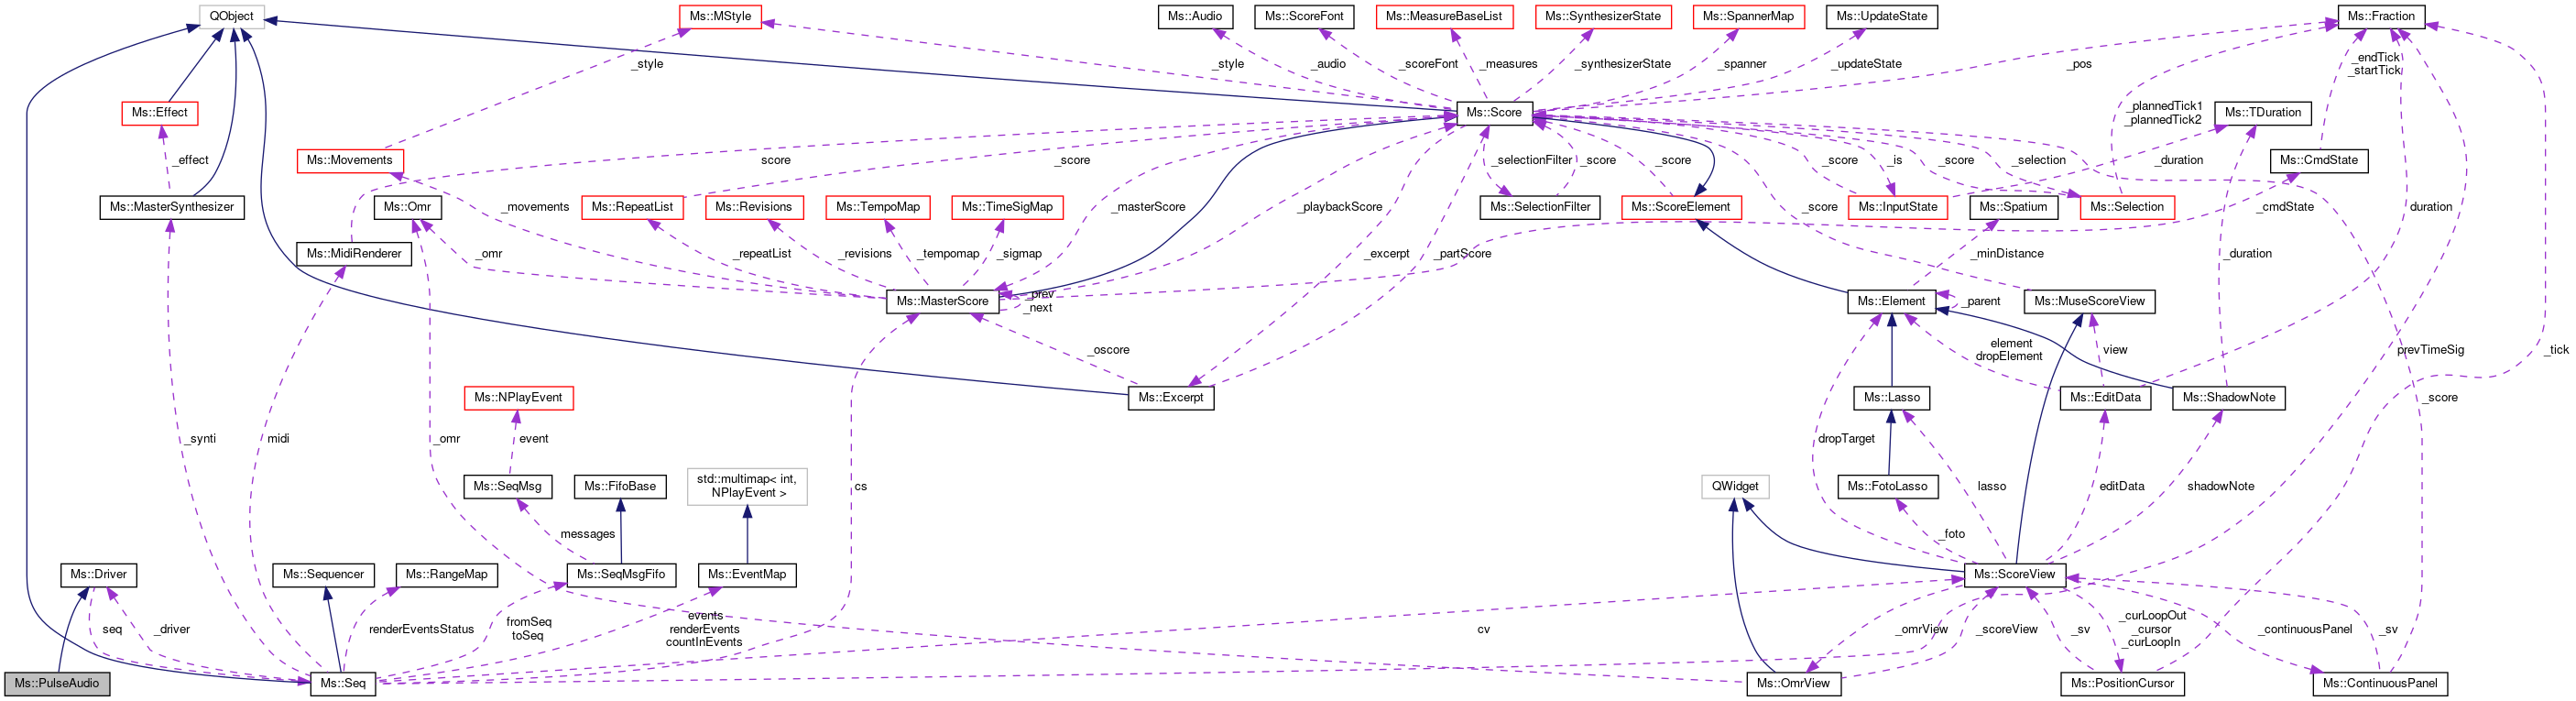 QObject
Ms::MStyle
Ms::Audio
Ms::ScoreFont
Ms::MeasureBaseList
Ms::SynthesizerState
Ms::SpannerMap
Ms::UpdateState
Ms::Fraction
_style
_style
_audio
_scoreFont
_measures
_synthesizerState
_spanner
_updateState
_pos
_endTick
_startTick
Ms::Effect
Ms::Score
_plannedTick1
_plannedTick2
Ms::TDuration
_effect
Ms::Movements
score
_score
_selectionFilter
_score
_score
_score
_is
_score
_selection
_duration
Ms::CmdState
Ms::MasterSynthesizer
Ms::Omr
_movements
Ms::RepeatList
Ms::Revisions
Ms::TempoMap
Ms::TimeSigMap
_masterScore
_playbackScore
Ms::SelectionFilter
Ms::ScoreElement
_score
Ms::InputState
Ms::Spatium
Ms::Selection
_cmdState
duration
Ms::MidiRenderer
_omr
_repeatList
_revisions
_tempomap
_sigmap
_excerpt
_partScore
_minDistance
_duration
Ms::MasterScore
_prev
_next
Ms::Element
_parent
Ms::MuseScoreView
_oscore
element
dropElement
view
prevTimeSig
_tick
Ms::NPlayEvent
Ms::Excerpt
Ms::Lasso
Ms::EditData
Ms::ShadowNote
_score
_synti
midi
_omr
event
dropTarget
Ms::SeqMsg
Ms::FifoBase
std::multimap< int,
NPlayEvent >
cs
QWidget
Ms::FotoLasso
lasso
editData
shadowNote
messages
_foto
Ms::Driver
Ms::Sequencer
Ms::RangeMap
Ms::SeqMsgFifo
Ms::EventMap
Ms::ScoreView
seq
_driver
renderEventsStatus
fromSeq
toSeq
events
renderEvents
countInEvents
cv
_omrView
_scoreView
_sv
_curLoopOut
_cursor
_curLoopIn
_continuousPanel
_sv
Ms::PulseAudio
Ms::Seq
Ms::OmrView
Ms::PositionCursor
Ms::ContinuousPanel